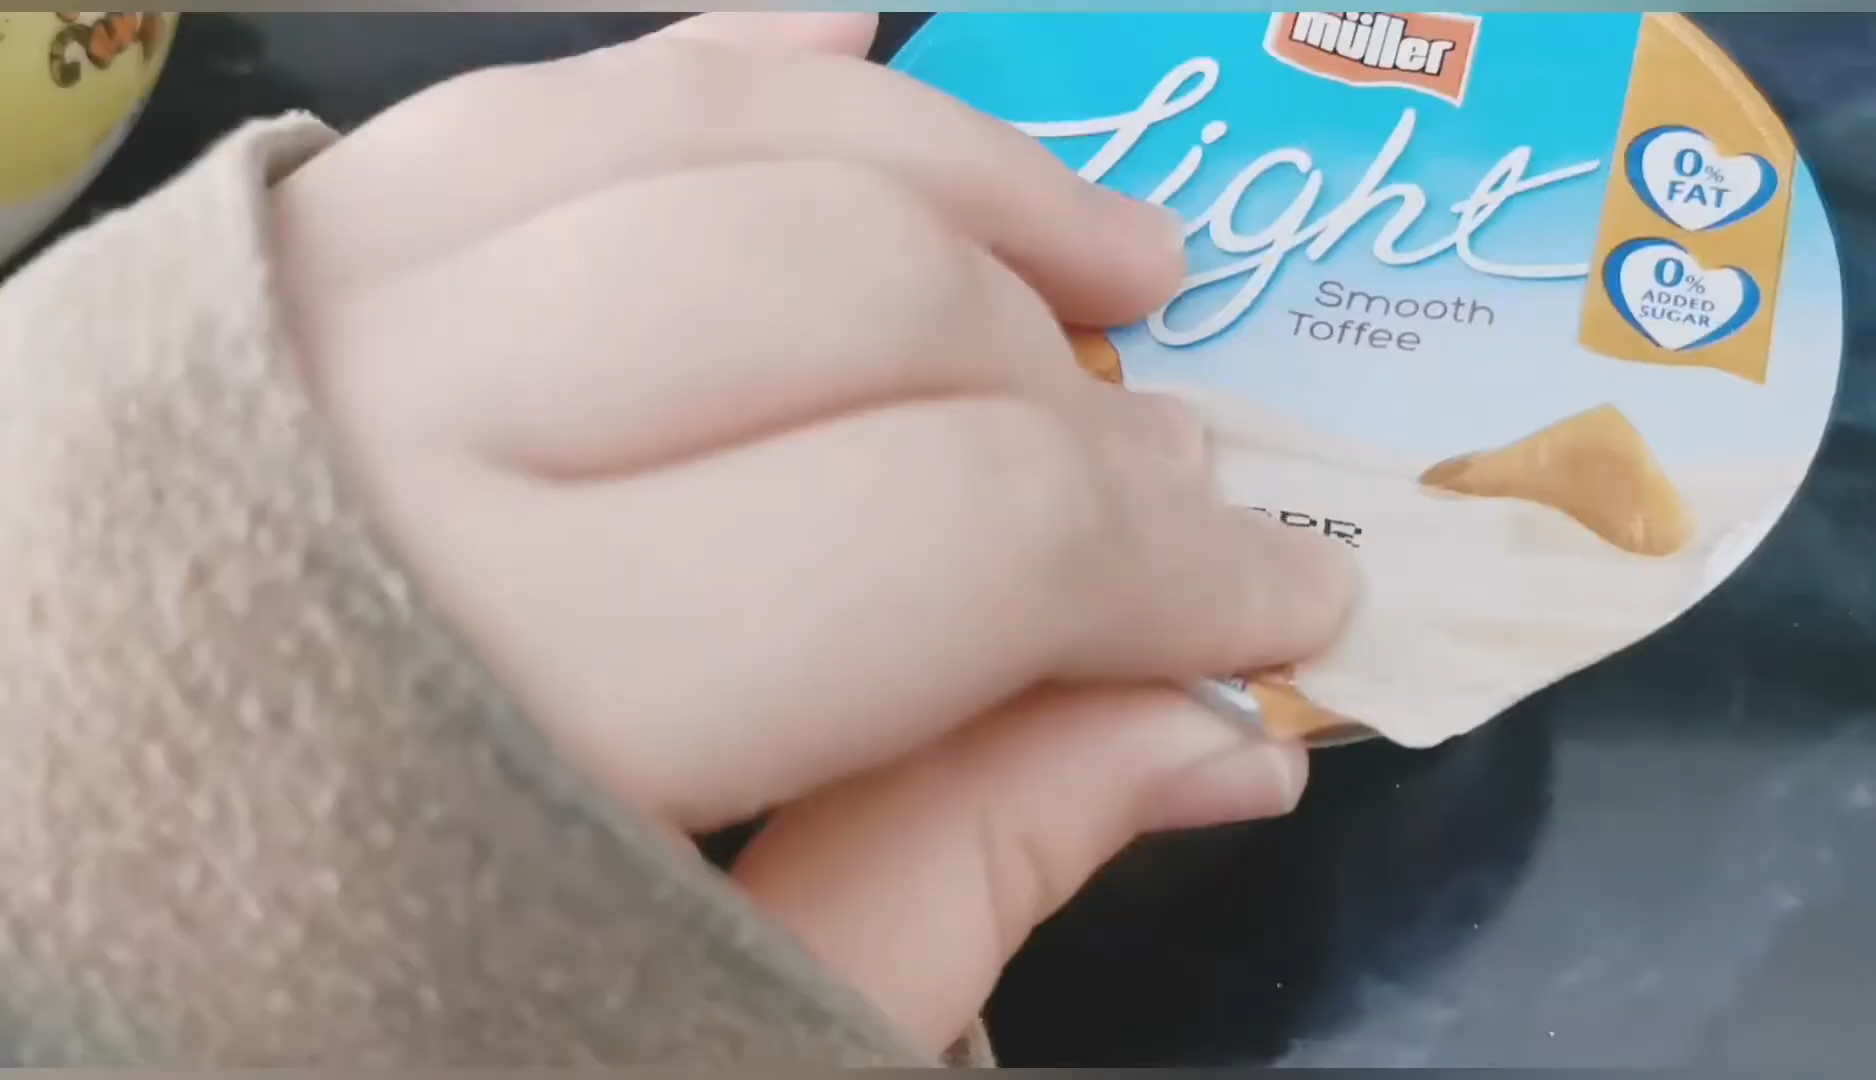 müller
Light
Smooth
Toffee
0%
FAT
0%
ADDED
SUGAR